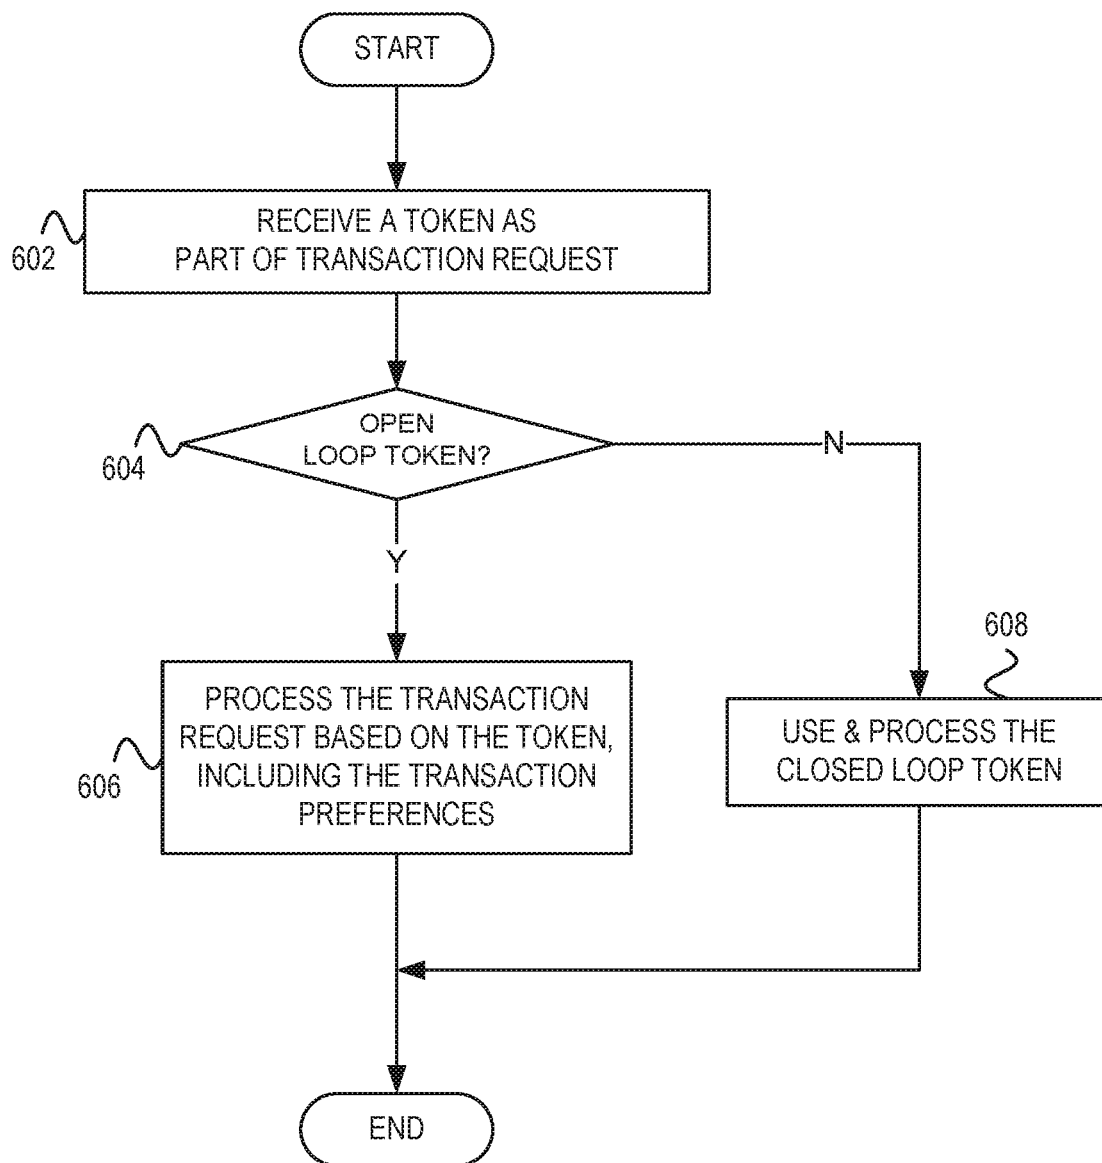 START
RECEIVE A TOKEN AS
PART OF TRANSACTION REQUEST
602
OPEN
LOOP TOKEN?
604
N
Y
608
PROCESS THE TRANSACTION
REQUEST BASED ON THE TOKEN,
INCLUDING THE TRANSACTION
PREFERENCES
606
USE & PROCESS THE
CLOSED LOOP TOKEN
END